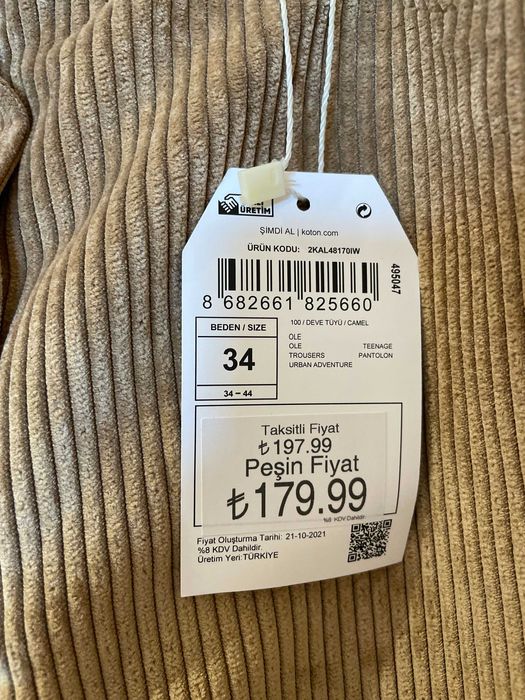 ÜRETİM
ŞİMDİ AL | koton.com
ÜRÜN KODU: 2KAL48170IW
8 682661 825660
495047
BEDEN / SIZE
34
34 – 44
100 / DEVE TÜYÜ / CAMEL
OLE
OLE TEENAGE
TROUSERS PANTOLON
URBAN ADVENTURE
Taksitli Fiyat
₺197.99
Peşin Fiyat
₺179.99
%8 KDV Dahildir.
Fiyat Oluşturma Tarihi: 21-10-2021
%8 KDV Dahildir.
Üretim Yeri:TÜRKİYE